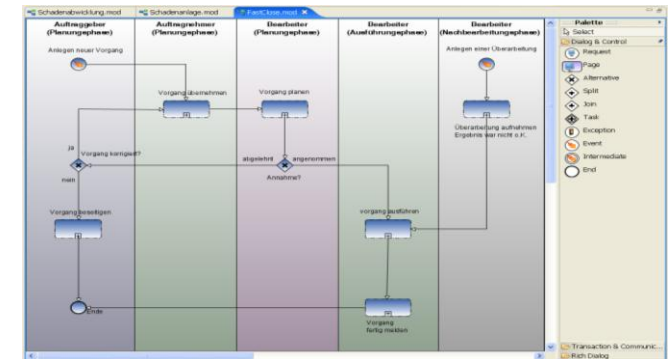 Schadenabwicklung.mod
Schadenanlage.mod
FastClose.mod
Auftraggeber
(Planungsphase)
Auftragnehmer
(Planungsphase)
Bearbeiter
(Planungsphase)
Bearbeiter
(Ausführungsphase)
Bearbeiter
(Nachbearbeitungsphase)
Anlegen neuer Vorgang
Anlegen einer Überarbeitung
Vorgang übernehmen
Vorgang planen
Überarbeitung aufnehmen
Ergebnis war nicht o.K.
Ja
Vorgang korrigiert?
abgelehnt
angenommen
nein
Annahme?
Vorgang beseitigen
vorgang ausführen
Ende
Vorgang
fertig melden
Palette
Select
Dialog & Control
Request
Page
Alternative
Split
Join
Task
Exception
Event
Intermediate
End
Transaction & Communic...
Rich Dialog